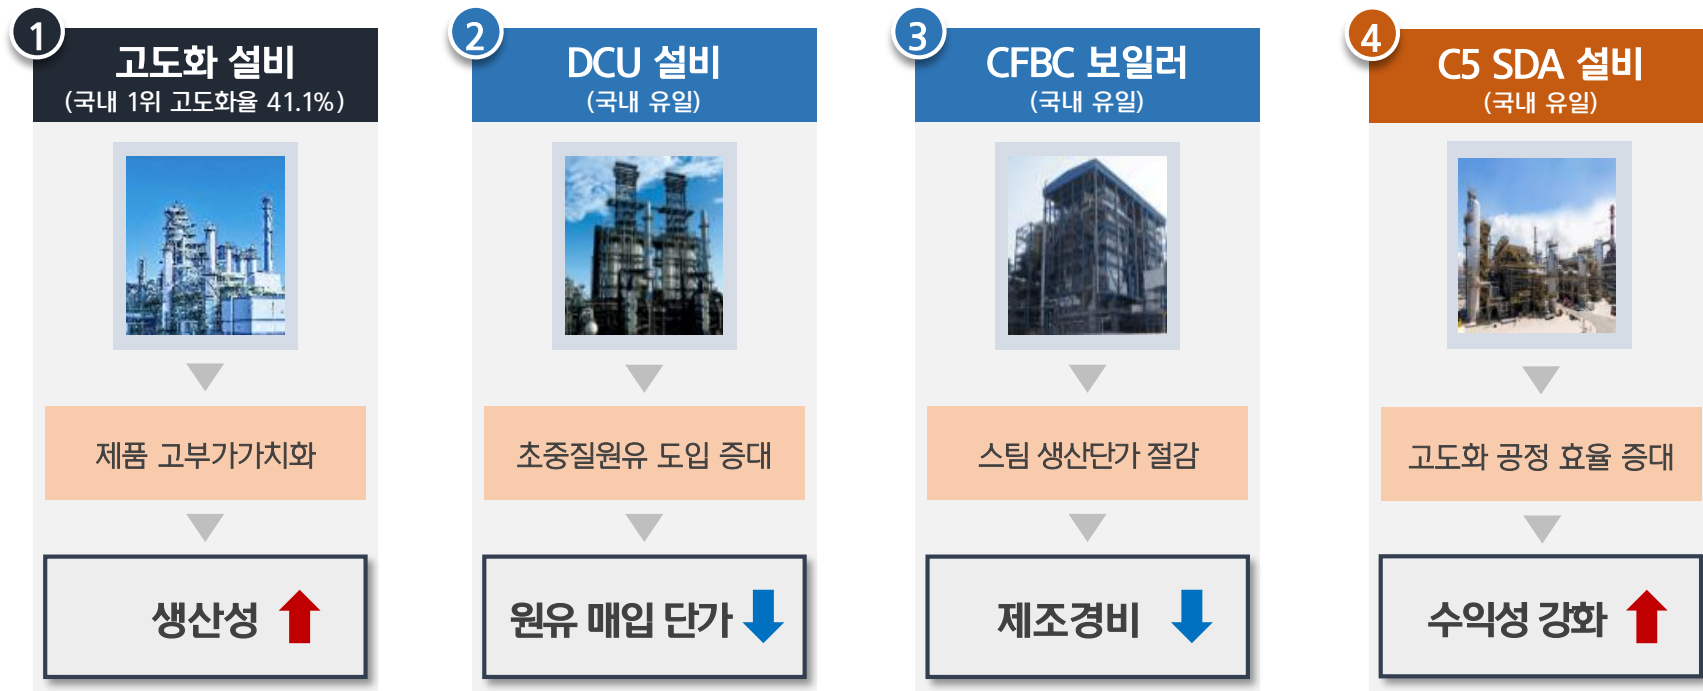 1
고도화 설비
(국내 1위 고도화율 41.1%)
제품 고부가가치화
생산성
2
DCU 설비
(국내 유일)
초중질원유 도입 증대
원유 매입 단가
3
CFBC 보일러
(국내 유일)
스팀 생산단가 절감
제조경비
4
C5 SDA 설비
(국내 유일)
고도화 공정 효율 증대
수익성 강화